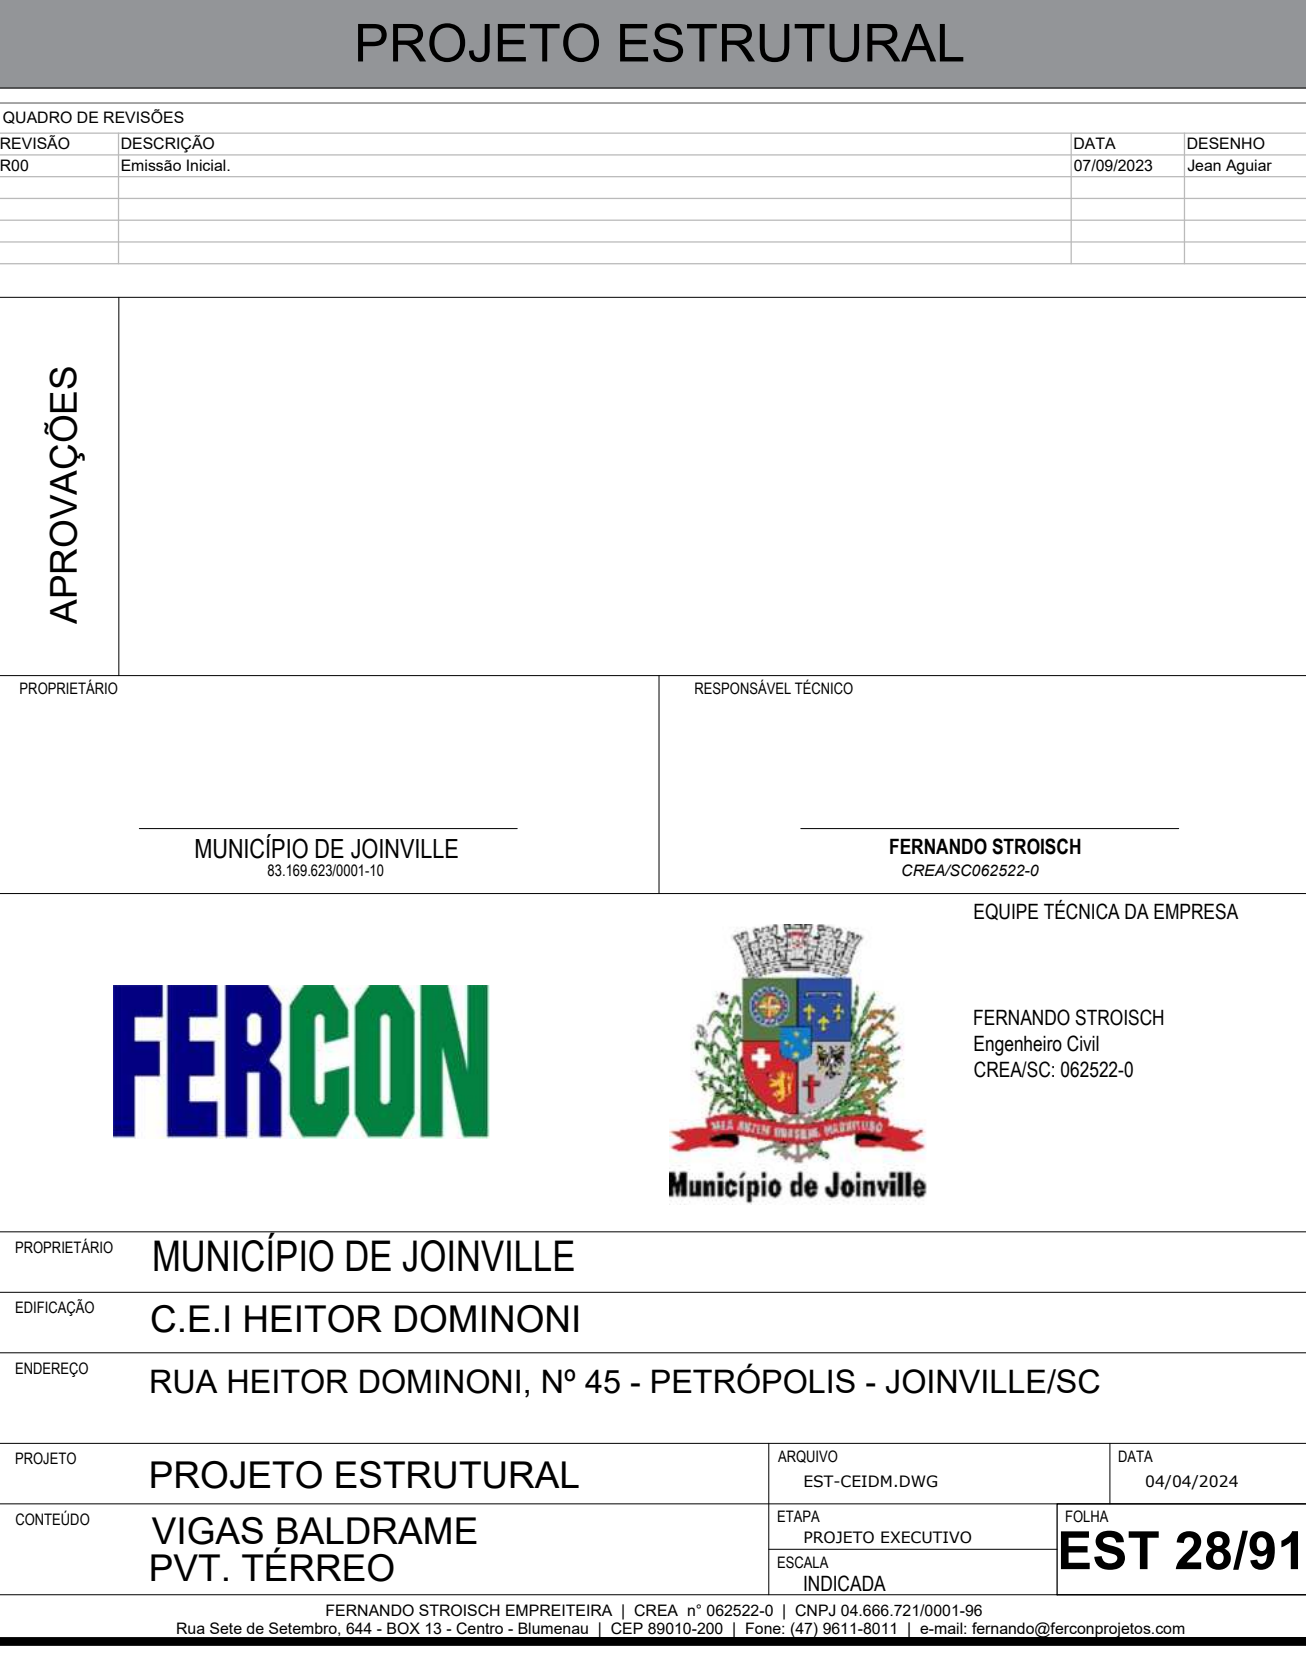 PROJETO ESTRUTURAL
QUADRO DE REVISÕES
REVISÃO DESCRIÇÃO DATA DESENHO
R00 Emissão Inicial. 07/09/2023 Jean Aguiar
APROVAÇÕES
PROPRIETÁRIO
MUNICÍPIO DE JOINVILLE
83.169.623/0001-10
RESPONSÁVEL TÉCNICO
FERNANDO STROISCH
CREA/SC062522-0
FERCON
Município de Joinville
EQUIPE TÉCNICA DA EMPRESA
FERNANDO STROISCH
Engenheiro Civil
CREA/SC: 062522-0
PROPRIETÁRIO MUNICÍPIO DE JOINVILLE
EDIFICAÇÃO C.E.I HEITOR DOMINONI
ENDEREÇO RUA HEITOR DOMINONI, Nº 45 - PETRÓPOLIS - JOINVILLE/SC
PROJETO PROJETO ESTRUTURAL
ARQUIVO
EST-CEIDM.DWG
DATA
04/04/2024
CONTEÚDO VIGAS BALDRAME
PVT. TÉRREO
ETAPA
PROJETO EXECUTIVO
ESCALA
INDICADA
FOLHA
EST 28/91
FERNANDO STROISCH EMPREITEIRA | CREA n° 062522-0 | CNPJ 04.666.721/0001-96
Rua Sete de Setembro, 644 - BOX 13 - Centro - Blumenau | CEP 89010-200 | Fone: (47) 9611-8011 | e-mail: fernando@ferconprojetos.com